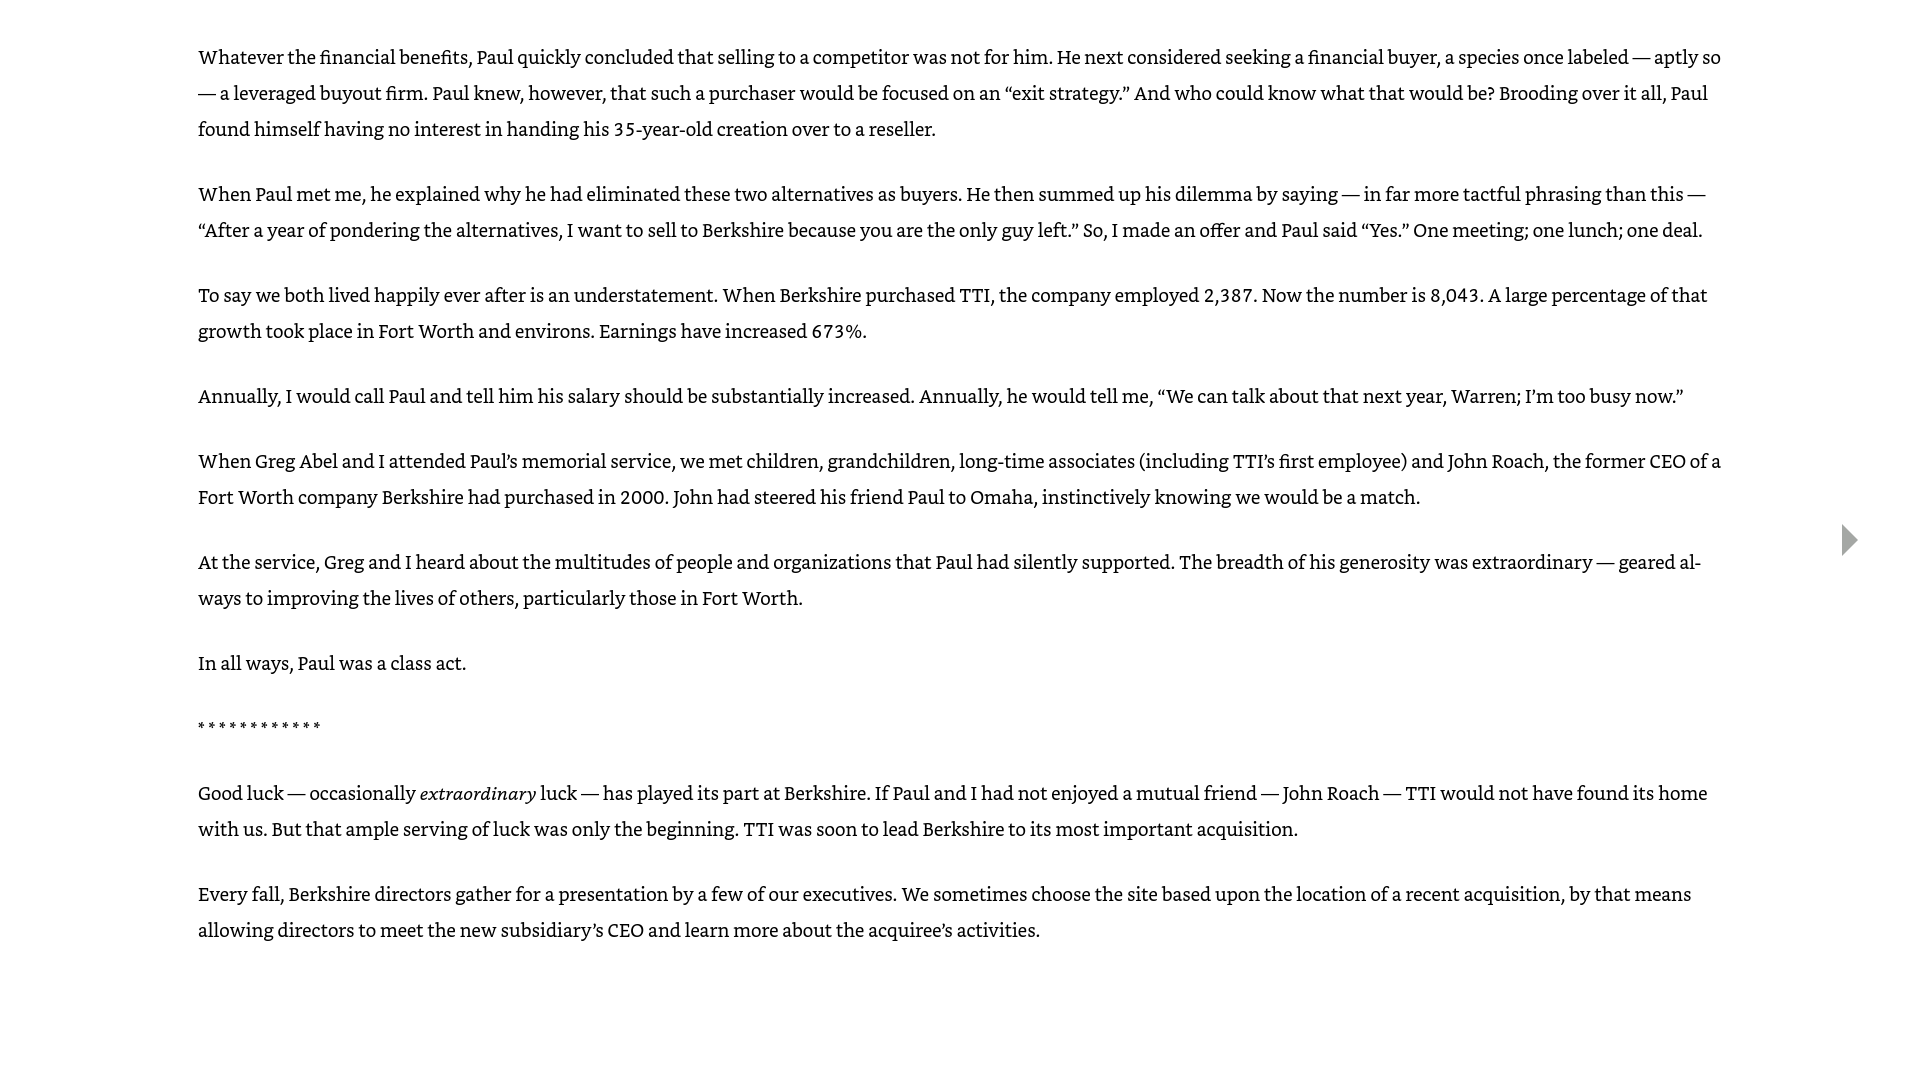 Whatever the financial benefits, Paul quickly concluded that selling to a competitor was not for him. He next considered seeking a financial buyer, a species once labeled — aptly so
— a leveraged buyout firm. Paul knew, however, that such a purchaser would be focused on an “exit strategy.” And who could know what that would be? Brooding over it all, Paul
found himself having no interest in handing his 35-year-old creation over to a reseller.
When Paul met me, he explained why he had eliminated these two alternatives as buyers. He then summed up his dilemma by saying — in far more tactful phrasing than this —
“After a year of pondering the alternatives, I want to sell to Berkshire because you are the only guy left.” So, I made an offer and Paul said “Yes.” One meeting; one lunch; one deal.
To say we both lived happily ever after is an understatement. When Berkshire purchased TTI, the company employed 2,387. Now the number is 8,043. A large percentage of that
growth took place in Fort Worth and environs. Earnings have increased 673%.
Annually, I would call Paul and tell him his salary should be substantially increased. Annually, he would tell me, “We can talk about that next year, Warren; I’m too busy now.”
When Greg Abel and I attended Paul’s memorial service, we met children, grandchildren, long-time associates (including TTI’s first employee) and John Roach, the former CEO of a
Fort Worth company Berkshire had purchased in 2000. John had steered his friend Paul to Omaha, instinctively knowing we would be a match.
At the service, Greg and I heard about the multitudes of people and organizations that Paul had silently supported. The breadth of his generosity was extraordinary — geared al-
ways to improving the lives of others, particularly those in Fort Worth.
In all ways, Paul was a class act.
* * * * * * * * * * * *
Good luck — occasionally extraordinary luck — has played its part at Berkshire. If Paul and I had not enjoyed a mutual friend — John Roach — TTI would not have found its home
with us. But that ample serving of luck was only the beginning. TTI was soon to lead Berkshire to its most important acquisition.
Every fall, Berkshire directors gather for a presentation by a few of our executives. We sometimes choose the site based upon the location of a recent acquisition, by that means
allowing directors to meet the new subsidiary’s CEO and learn more about the acquiree’s activities.